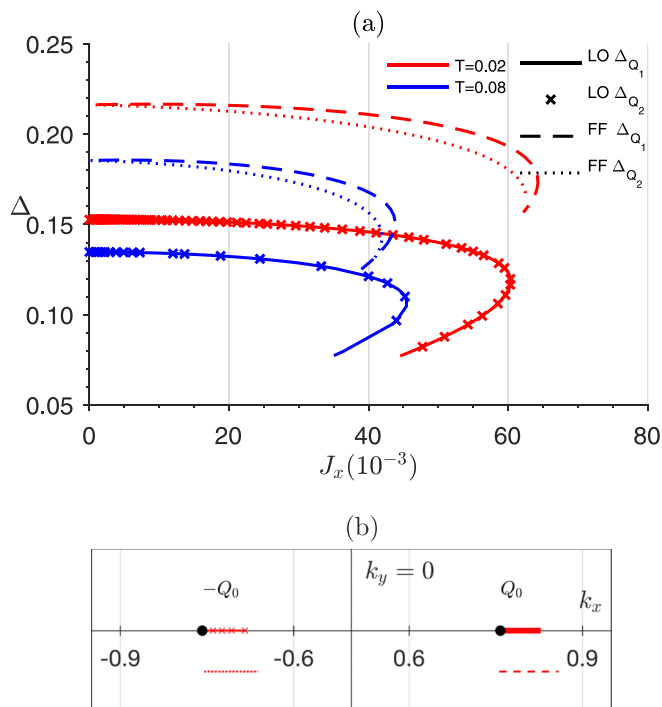 (a)
0.25
0.20
0.15
0.10
0.05
Δ
0 20 40 60 80
J_x(10^{-3})
T=0.02
T=0.08
LO Δ_{Q_1}
LO Δ_{Q_2}
FF Δ_{Q_1}
FF Δ_{Q_2}
(b)
-Q_0
k_y = 0
Q_0
k_x
-0.9 -0.6 0.6 0.9